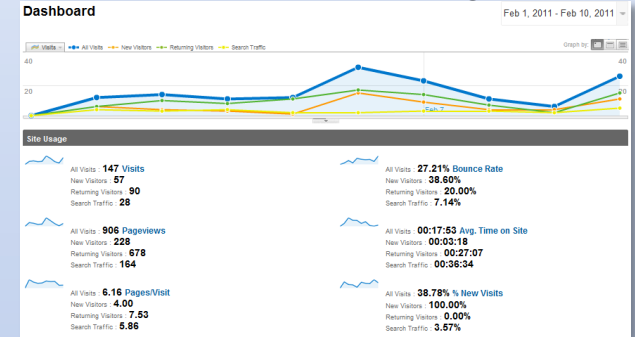 Dashboard
Feb 1, 2011 - Feb 10, 2011
Visits
All Visits
New Visitors
Returning Visitors
Search Traffic
Graph by:
40
40
20
20
Feb 7
Site Usage
All Visits : 147 Visits
New Visitors : 57
Returning Visitors : 90
Search Traffic : 28
All Visits : 27.21% Bounce Rate
New Visitors : 38.60%
Returning Visitors : 20.00%
Search Traffic : 7.14%
All Visits : 906 Pageviews
New Visitors : 228
Returning Visitors : 678
Search Traffic : 164
All Visits : 00:17:53 Avg. Time on Site
New Visitors : 00:03:18
Returning Visitors : 00:27:07
Search Traffic : 00:36:34
All Visits : 6.16 Pages/Visit
New Visitors : 4.00
Returning Visitors : 7.53
Search Traffic : 5.86
All Visits : 38.78% % New Visits
New Visitors : 100.00%
Returning Visitors : 0.00%
Search Traffic : 3.57%